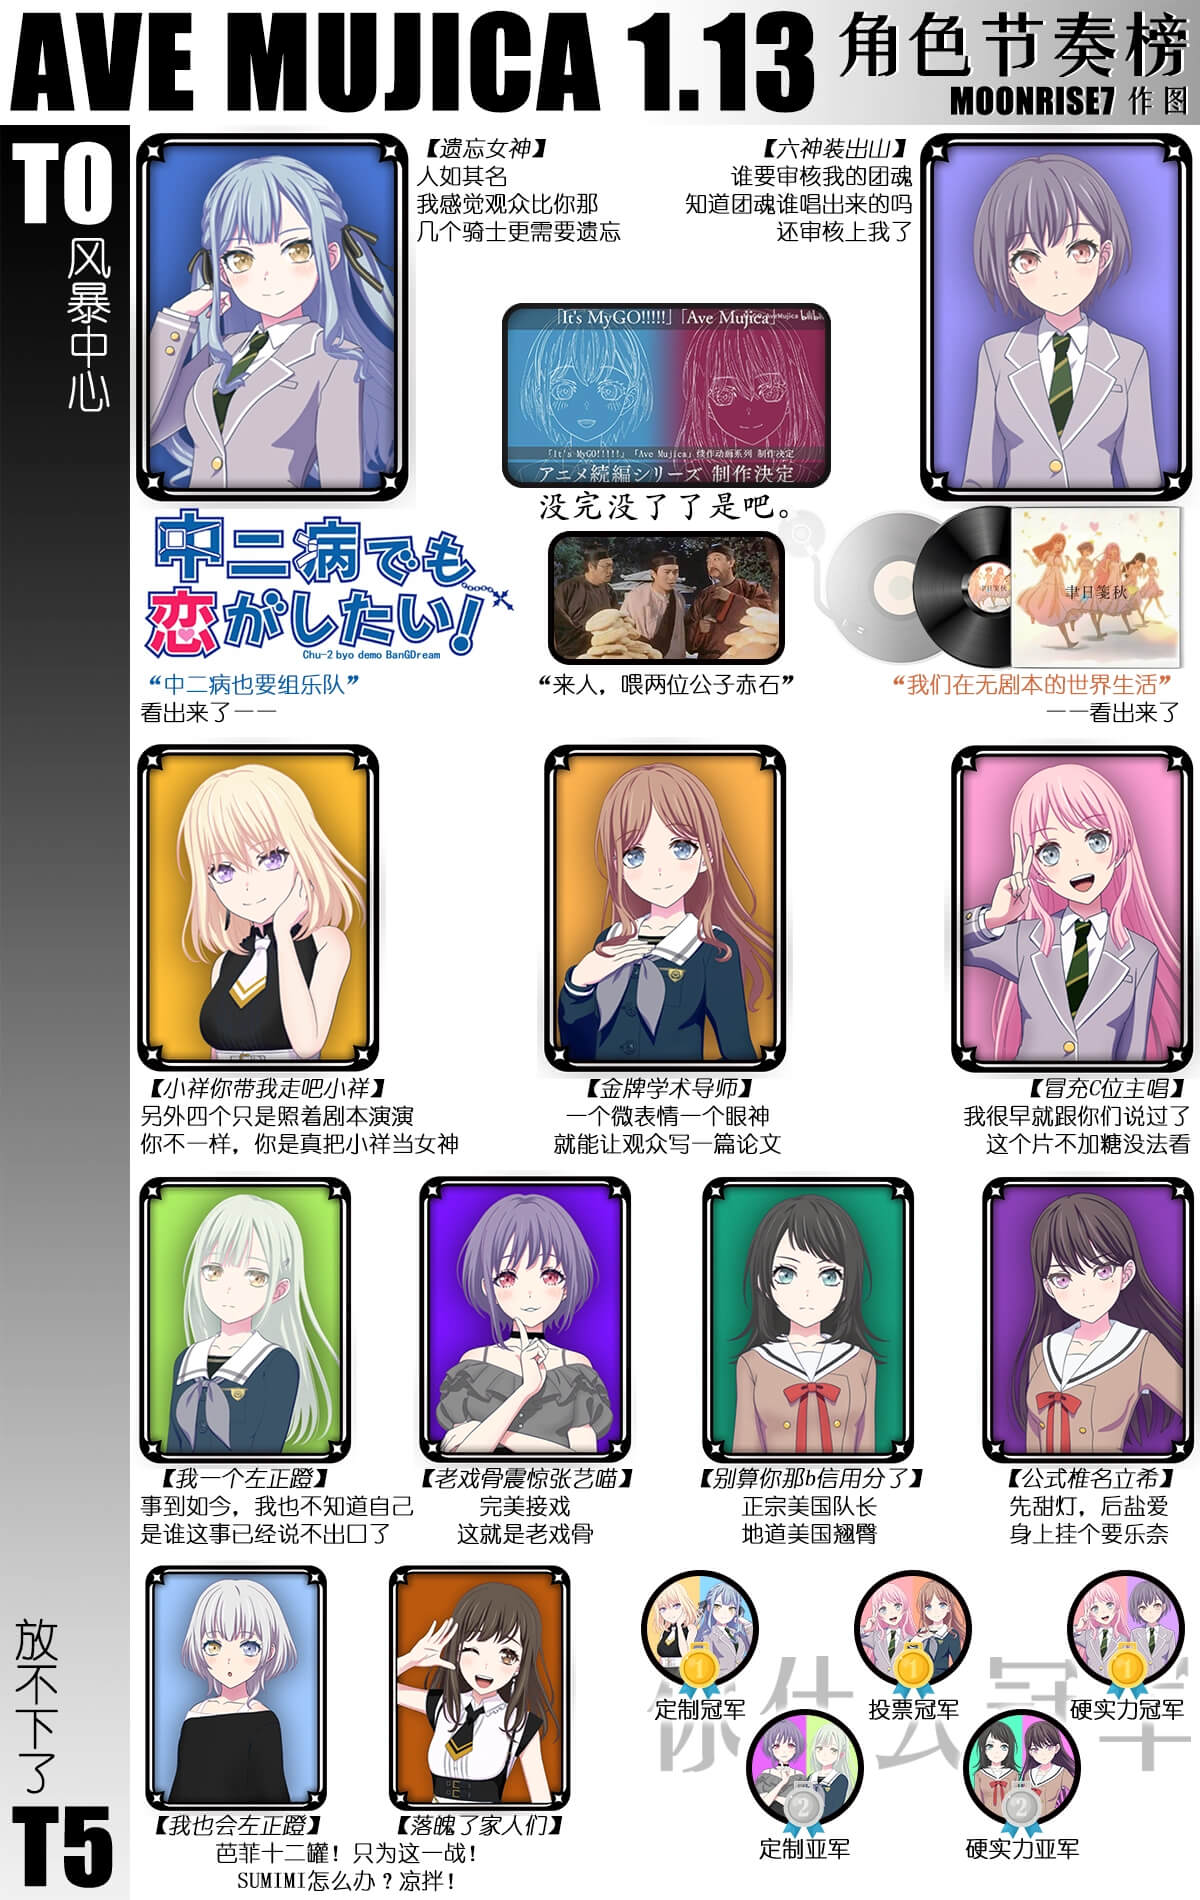 AVE MUJICA 1.13
角色节奏榜
MOONRISE7 作图
T0
风暴中心
【遗忘女神】
人如其名
我感觉观众比你那
几个骑士更需要遗忘
【六神装出山】
谁要审核我的团魂
知道团魂谁唱出来的吗
还审核上我了
「It's MyGO!!!!!」「Ave Mujica」
「It's MyGO!!!!!」「Ave Mujica」续作动画系列 制作决定
アニメ続編シリーズ 制作決定
没完没了了是吧。
中二病でも
恋がしたい!
Chu-2 byo demo BanGDream
聿日箋秋
“中二病也要组乐队”
看出来了——
“来人，喂两位公子赤石”
“我们在无剧本的世界生活”
——看出来了
【小祥你带我走吧小祥】
另外四个只是照着剧本演演
你不一样，你是真把小祥当女神
【金牌学术导师】
一个微表情一个眼神
就能让观众写一篇论文
【冒充C位主唱】
我很早就跟你们说过了
这个片不加糖没法看
【我一个左正蹬】
事到如今，我也不知道自己
是谁这事已经说不出口了
【老戏骨震惊张艺喵】
完美接戏
这就是老戏骨
【别算你那b信用分了】
正宗美国队长
地道美国翘臀
【公式椎名立希】
先甜灯，后盐爱
身上挂个要乐奈
【我也会左正蹬】
【落魄了家人们】
芭菲十二罐！只为这一战！
SUMIMI怎么办？凉拌！
1
定制冠军
1
投票冠军
1
硬实力冠军
2
定制亚军
2
硬实力亚军
放不下了
T5